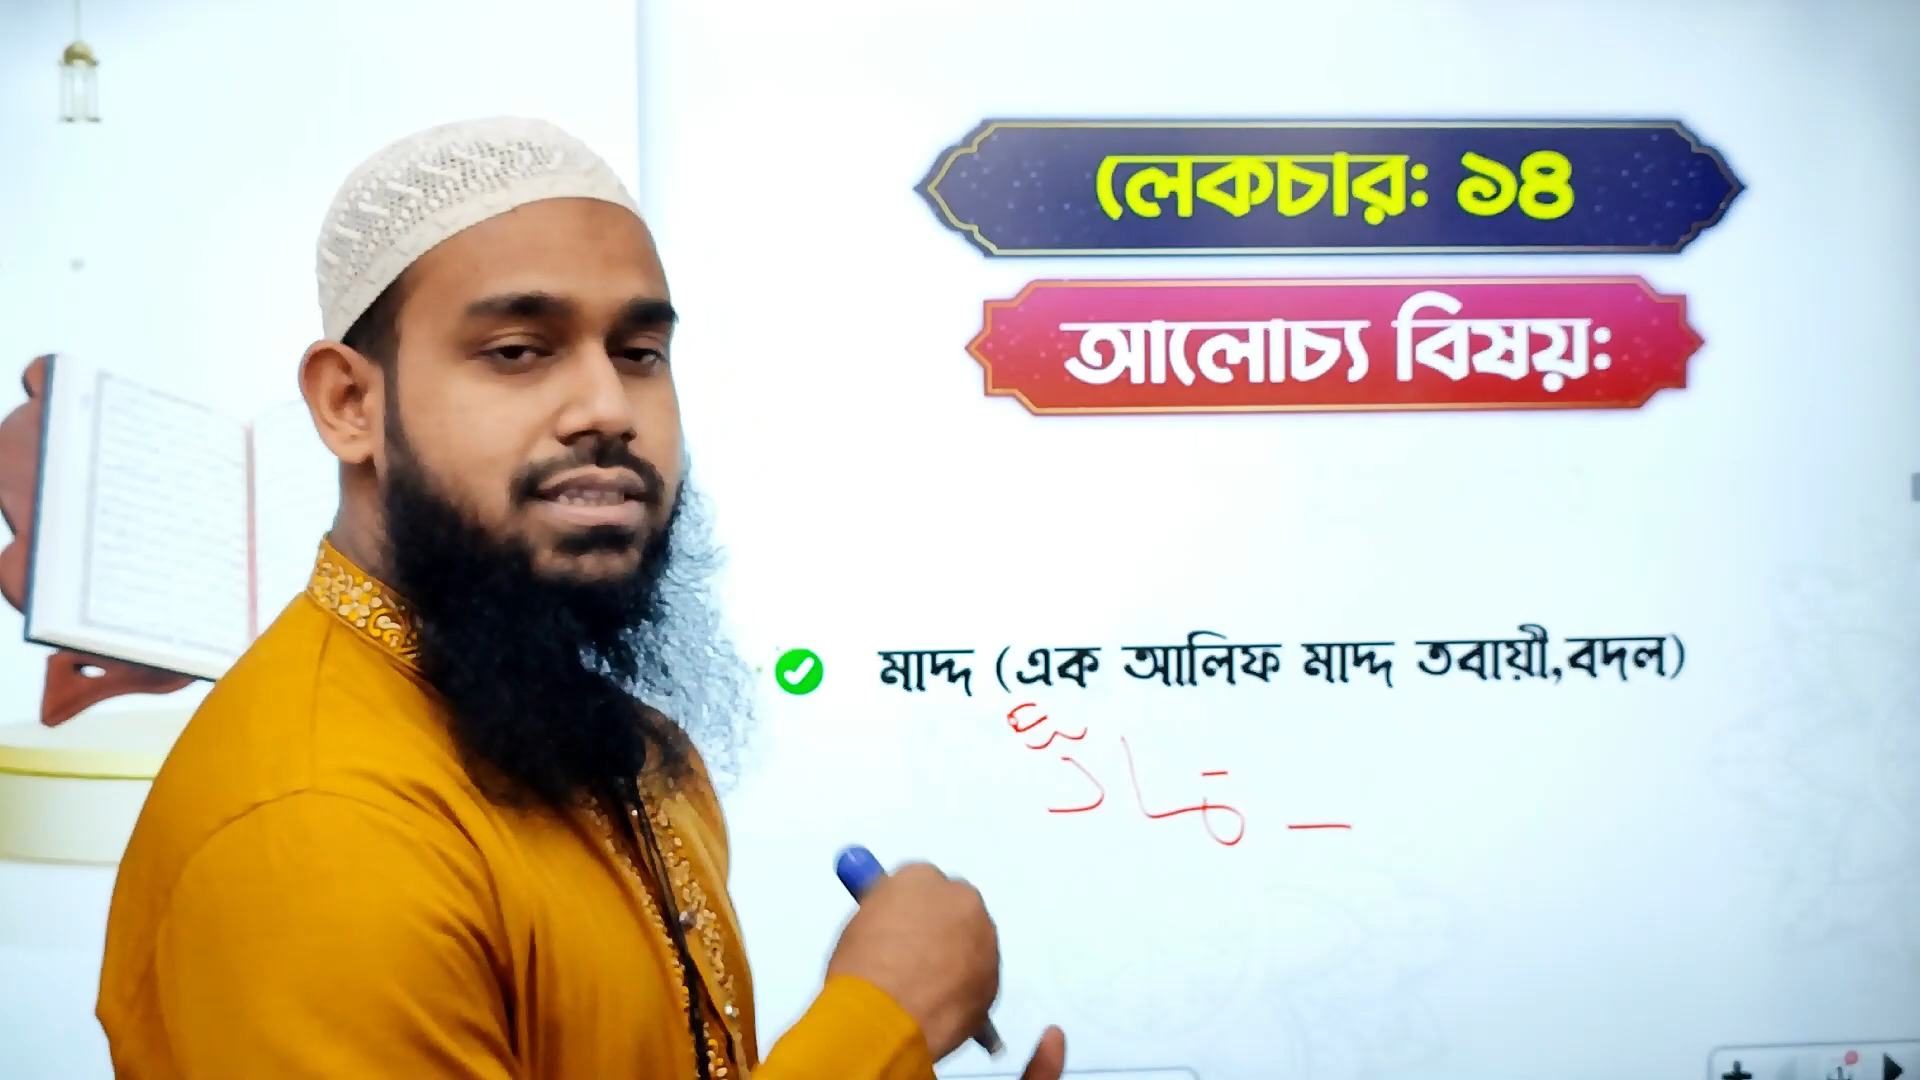 লেকচার: ১৪
আলোচ্য বিষয়:
মাদ্দ (এক আলিফ মাদ্দ তবায়ী,বদল)